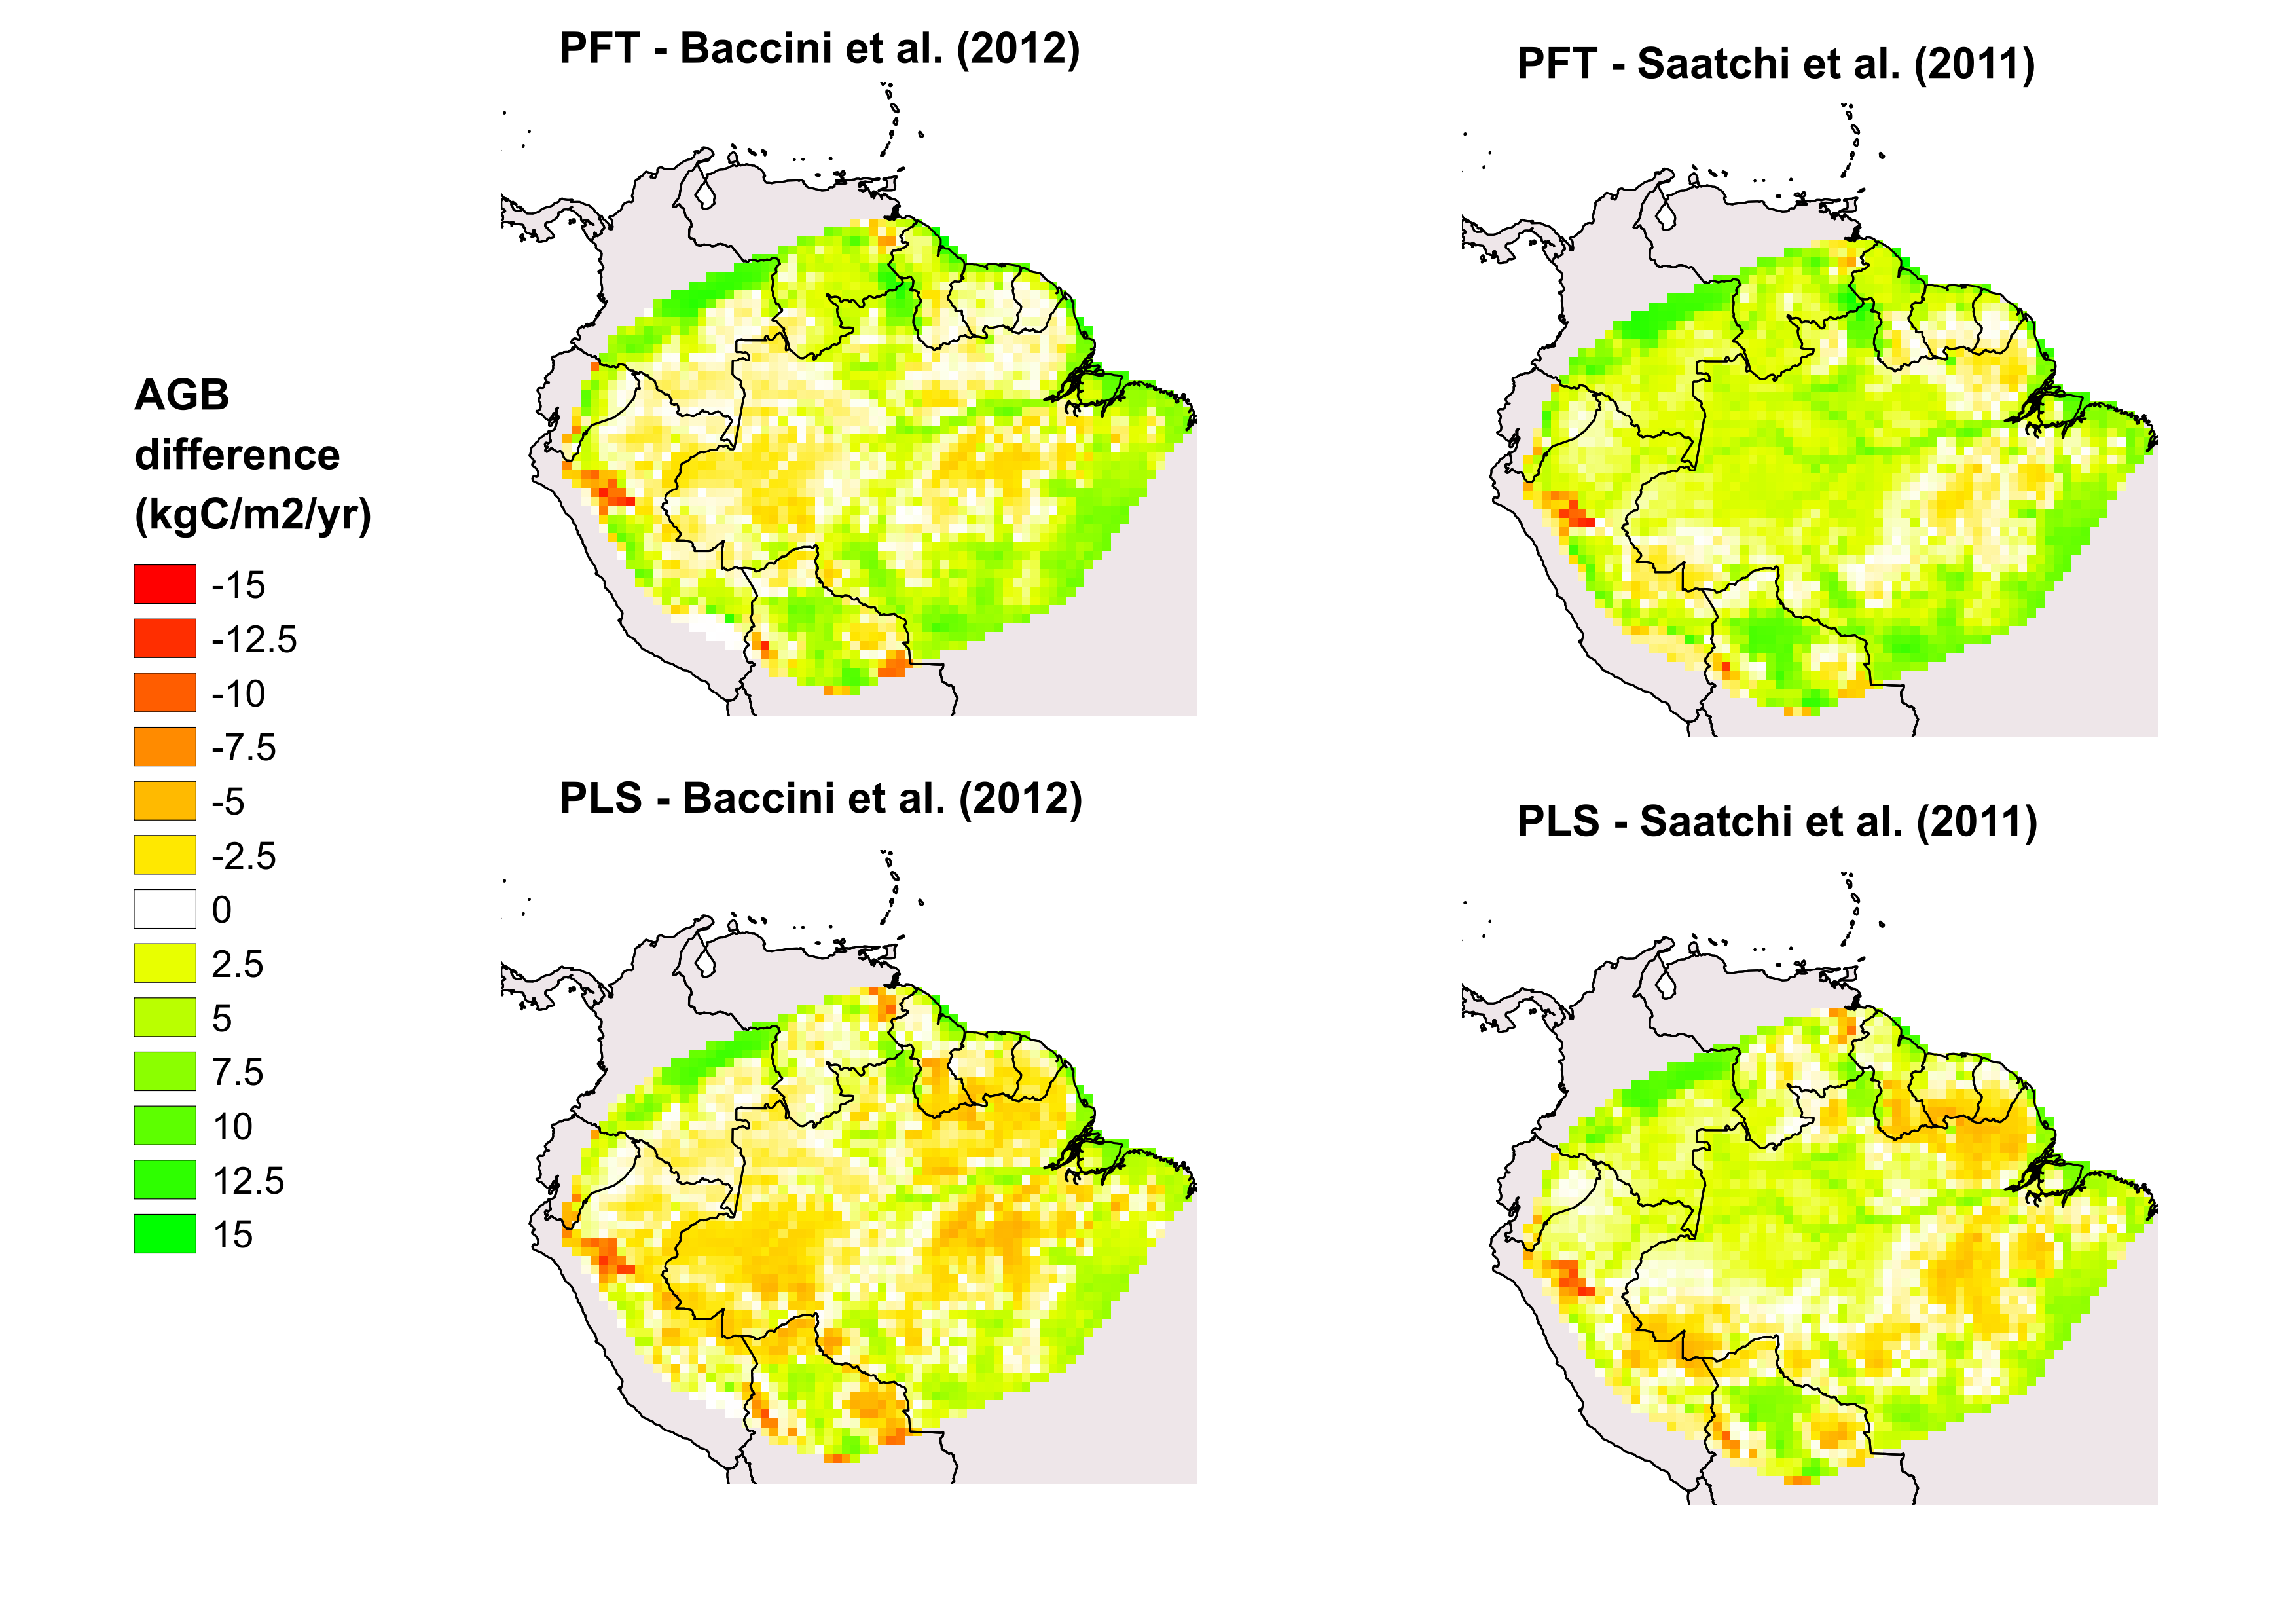 PFT - Baccini et al. (2012)
PFT - Saatchi et al. (2011)
AGB
difference
(kgC/m2/yr)
-15
-12.5
-10
-7.5
-5
-2.5
0
2.5
5
7.5
10
12.5
15
PLS - Baccini et al. (2012)
PLS - Saatchi et al. (2011)